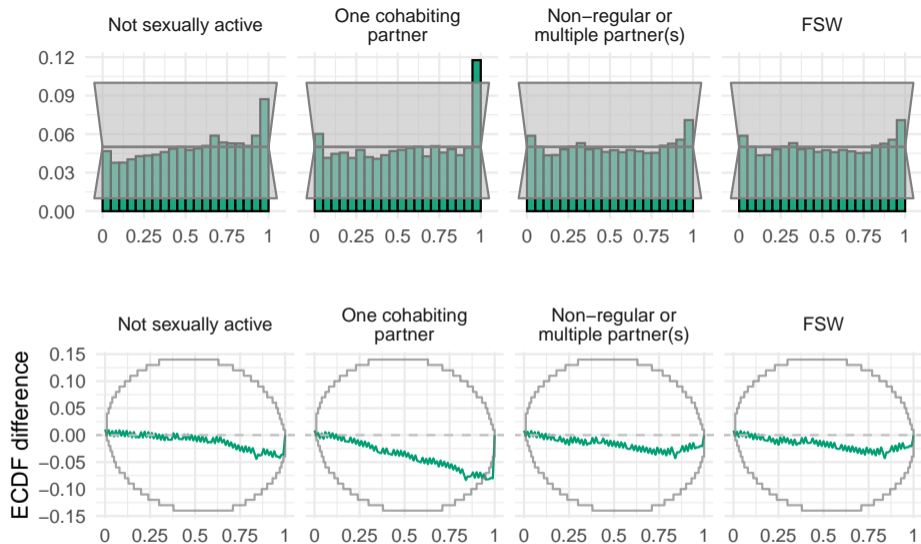 Not sexually active
One cohabiting
partner
Non−regular or
multiple partner(s)
FSW
0.12
0.09
0.06
0.03
0.00
0 0.25 0.5 0.75 1 0 0.25 0.5 0.75 1 0 0.25 0.5 0.75 1 0 0.25 0.5 0.75 1
Not sexually active
One cohabiting
partner
Non−regular or
multiple partner(s)
FSW
ECDF difference
0.15
0.10
0.05
0.00
−0.05
−0.10
−0.15
0 0.25 0.5 0.75 1 0 0.25 0.5 0.75 1 0 0.25 0.5 0.75 1 0 0.25 0.5 0.75 1